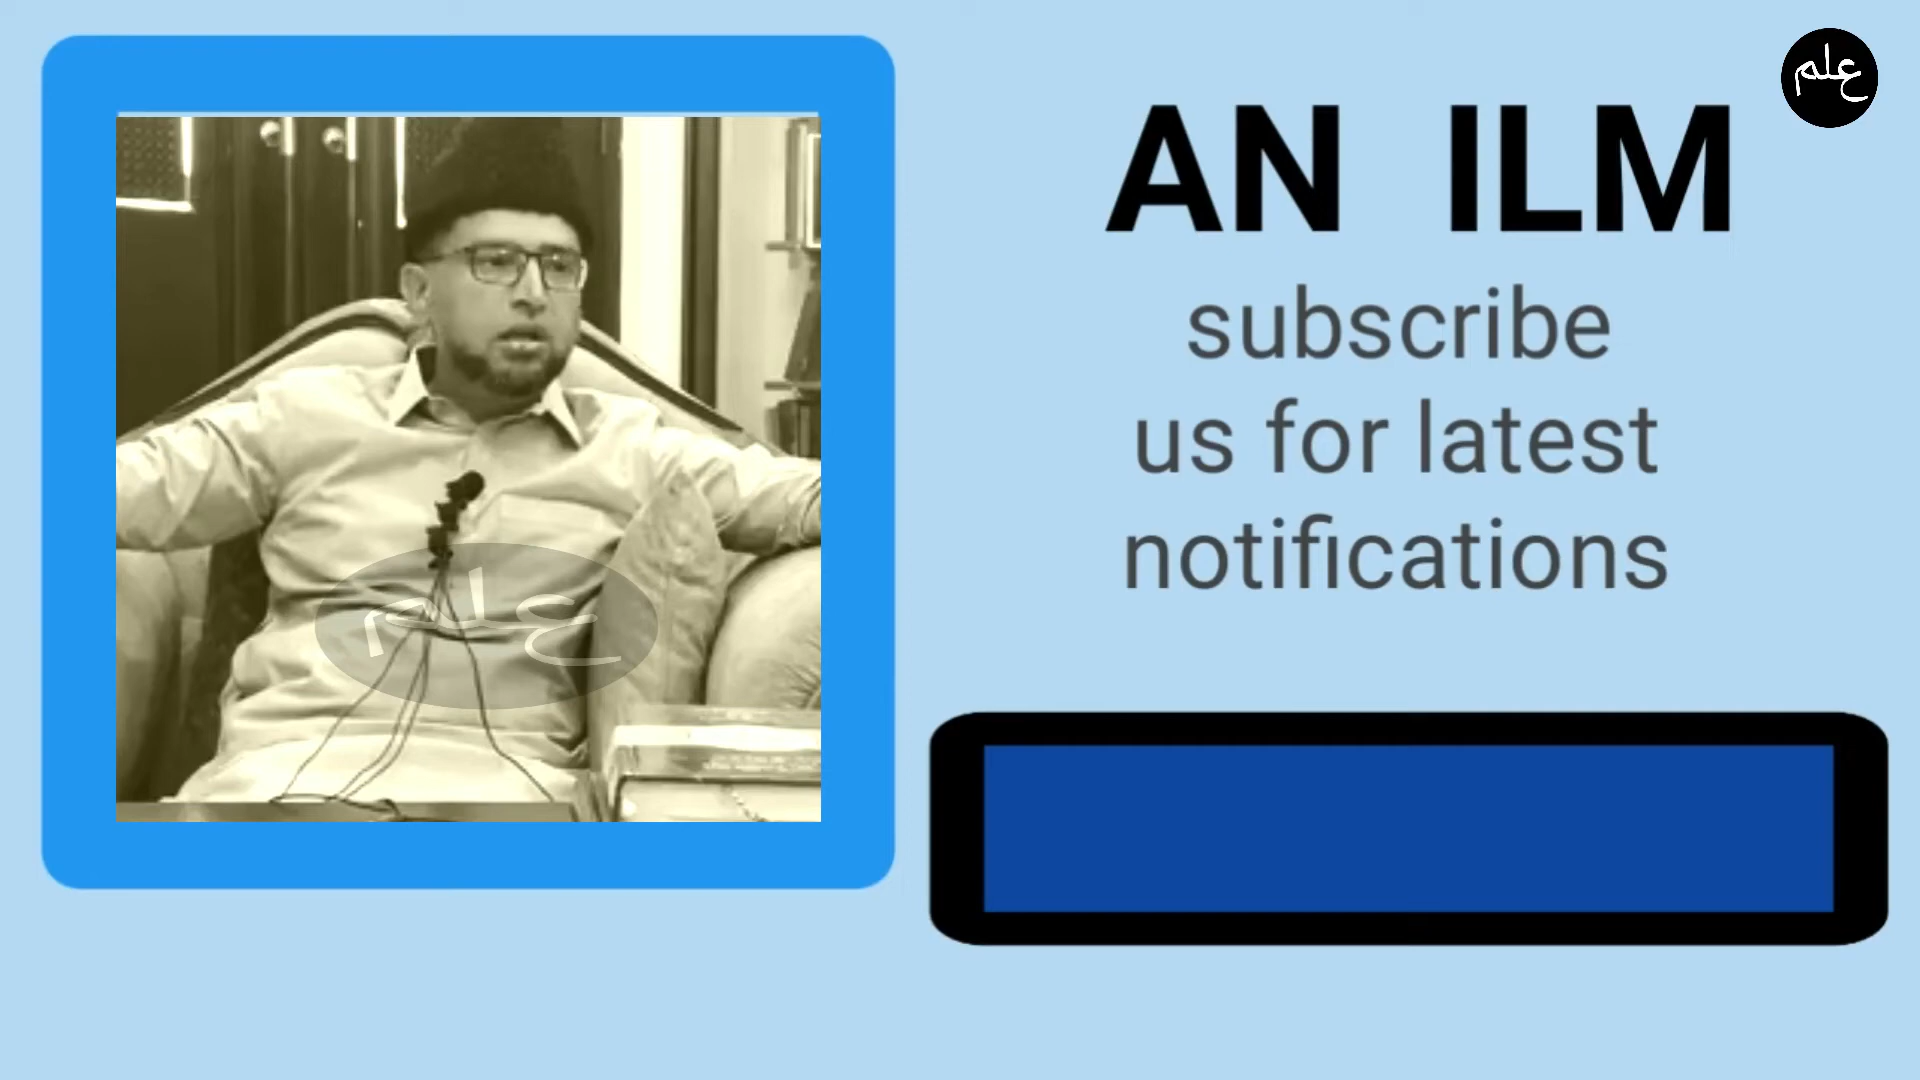 علم
AN ILM
subscribe
us for latest
notifications
علم